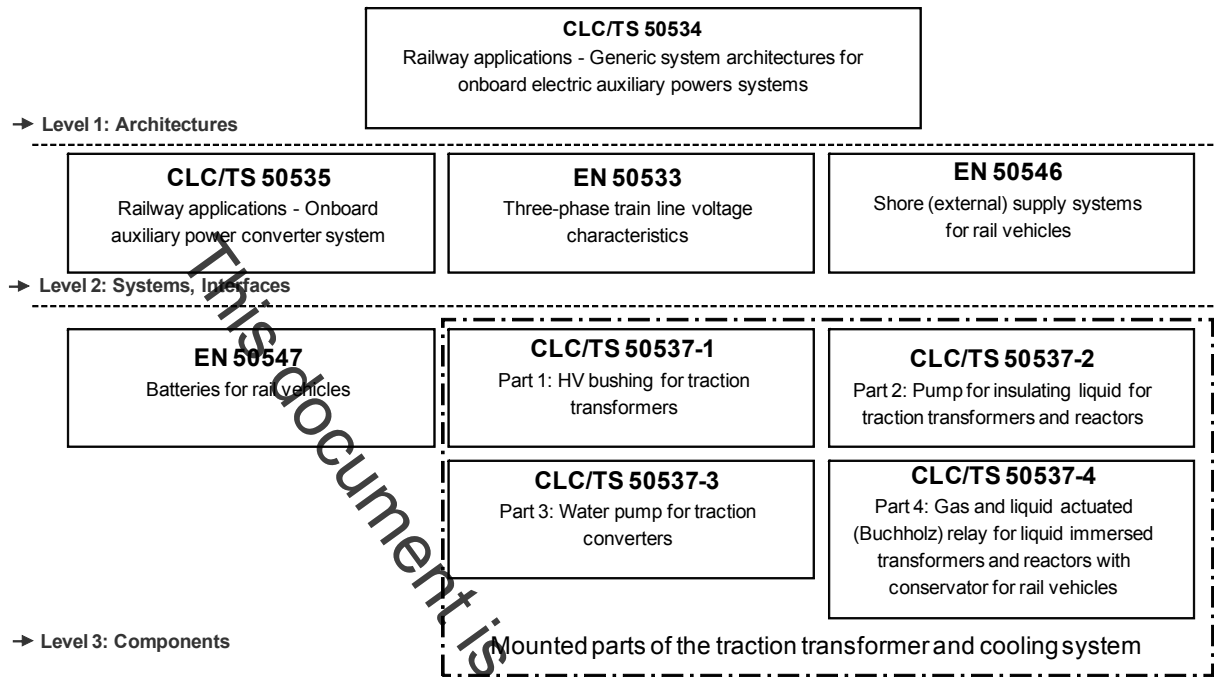 CLC/TS 50534
Railway applications - Generic system architectures for
onboard electric auxiliary powers systems
Level 1: Architectures
CLC/TS 50535
Railway applications - Onboard
auxiliary power converter system
EN 50533
Three-phase train line voltage
characteristics
EN 50546
Shore (external) supply systems
for rail vehicles
Level 2: Systems, Interfaces
EN 50547
Batteries for rail vehicles
CLC/TS 50537-1
Part 1: HV bushing for traction
transformers
CLC/TS 50537-2
Part 2: Pump for insulating liquid for
traction transformers and reactors
CLC/TS 50537-3
Part 3: Water pump for traction
converters
CLC/TS 50537-4
Part 4: Gas and liquid actuated
(Buchholz) relay for liquid immersed
transformers and reactors with
conservator for rail vehicles
Level 3: Components
Mounted parts of the traction transformer and cooling system
This document is